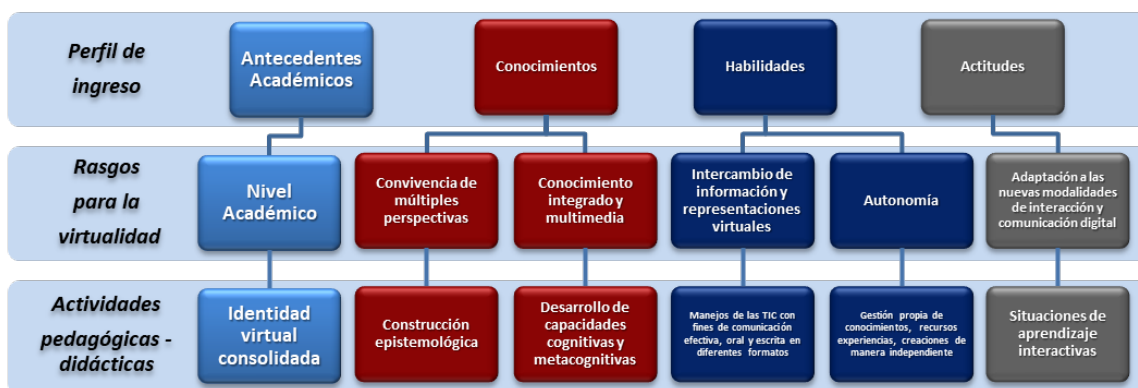 Perfil de
ingreso
Antecedentes
Académicos
Conocimientos
Habilidades
Actitudes
Rasgos
para la
virtualidad
Nivel
Académico
Convivencia de
múltiples
perspectivas
Conocimiento
integrado y
multimedia
Intercambio de
información y
representaciones
virtuales
Autonomía
Adaptación a las
nuevas modalidades
de interacción y
comunicación digital
Actividades
pedagógicas -
didácticas
Identidad
virtual
consolidada
Construcción
epistemológica
Desarrollo de
capacidades
cognitivas y
metacognitivas
Manejos de las TIC con
fines de comunicación
efectiva, oral y escrita en
diferentes formatos
Gestión propia de
conocimientos, recursos
experiencias, creaciones de
manera independiente
Situaciones de
aprendizaje
interactivas